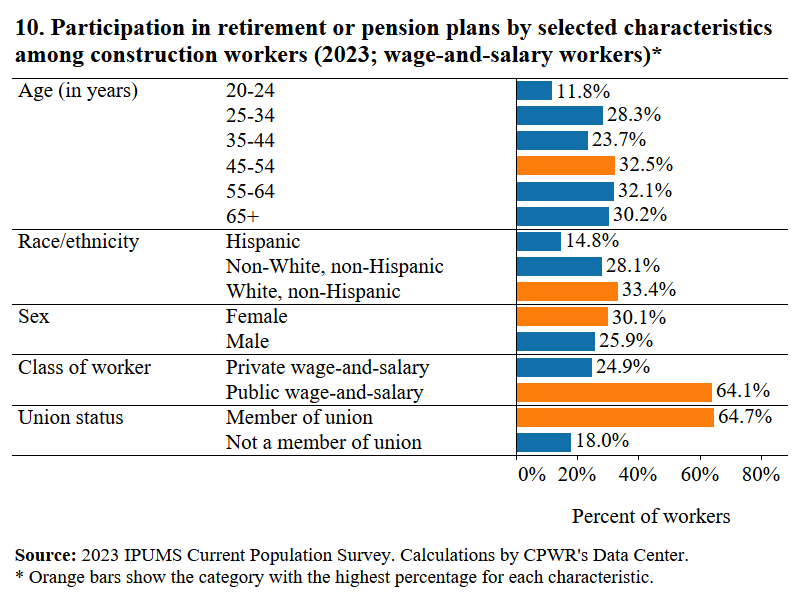 10. Participation in retirement or pension plans by selected characteristics
among construction workers (2023; wage-and-salary workers)*
Age (in years) 20-24 11.8%
25-34 28.3%
35-44 23.7%
45-54 32.5%
55-64 32.1%
65+ 30.2%
Race/ethnicity Hispanic 14.8%
Non-White, non-Hispanic 28.1%
White, non-Hispanic 33.4%
Sex Female 30.1%
Male 25.9%
Class of worker Private wage-and-salary 24.9%
Public wage-and-salary 64.1%
Union status Member of union 64.7%
Not a member of union 18.0%
0% 20% 40% 60% 80%
Percent of workers
Source: 2023 IPUMS Current Population Survey. Calculations by CPWR's Data Center.
* Orange bars show the category with the highest percentage for each characteristic.